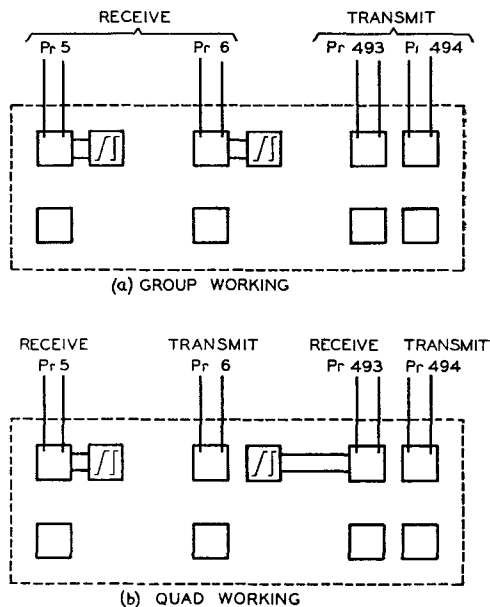 RECEIVE TRANSMIT
Pr 5 Pr 6 Pr 493 Pr 494
(a) GROUP WORKING
RECEIVE TRANSMIT RECEIVE TRANSMIT
Pr 5 Pr 6 Pr 493 Pr 494
(b) QUAD WORKING